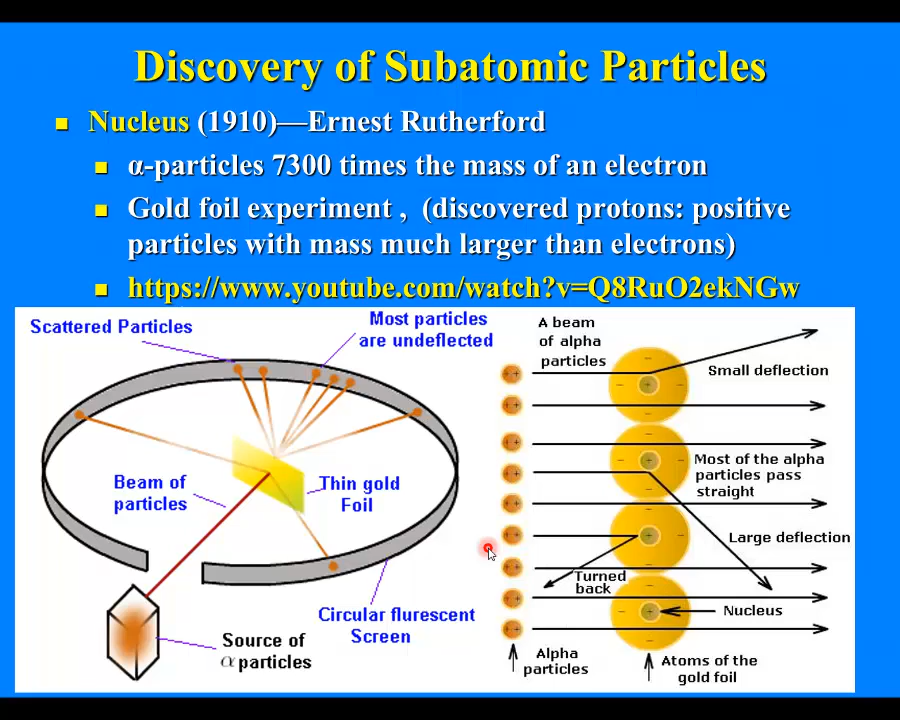 Discovery of Subatomic Particles
Nucleus (1910)—Ernest Rutherford
α-particles 7300 times the mass of an electron
Gold foil experiment , (discovered protons: positive
particles with mass much larger than electrons)
https://www.youtube.com/watch?v=Q8RuO2ekNGw
Scattered Particles
Most particles
are undeflected
Beam of
particles
Thin gold
Foil
Circular flurescent
Screen
Source of
α particles
A beam
of alpha
particles
Small deflection
Most of the alpha
particles pass
straight
Large deflection
Turned
back
Nucleus
Alpha
particles
Atoms of the
gold foil